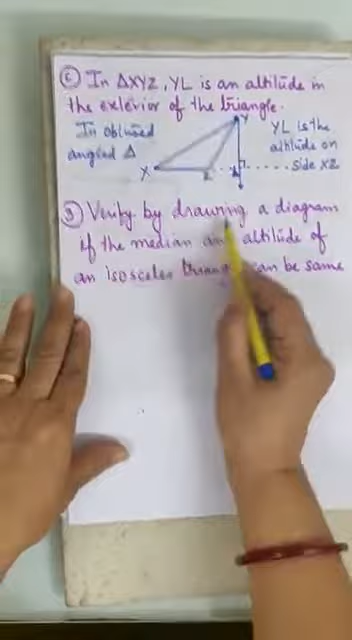 c) In ΔXYZ, YL is an altitude in
the exterior of the triangle.
In obtused
angled Δ
Y
YL is the
altitude on
side XZ
X
Z
L
3) Verify by drawing a diagram
if the median and altitude of
an isosceles triangle can be same